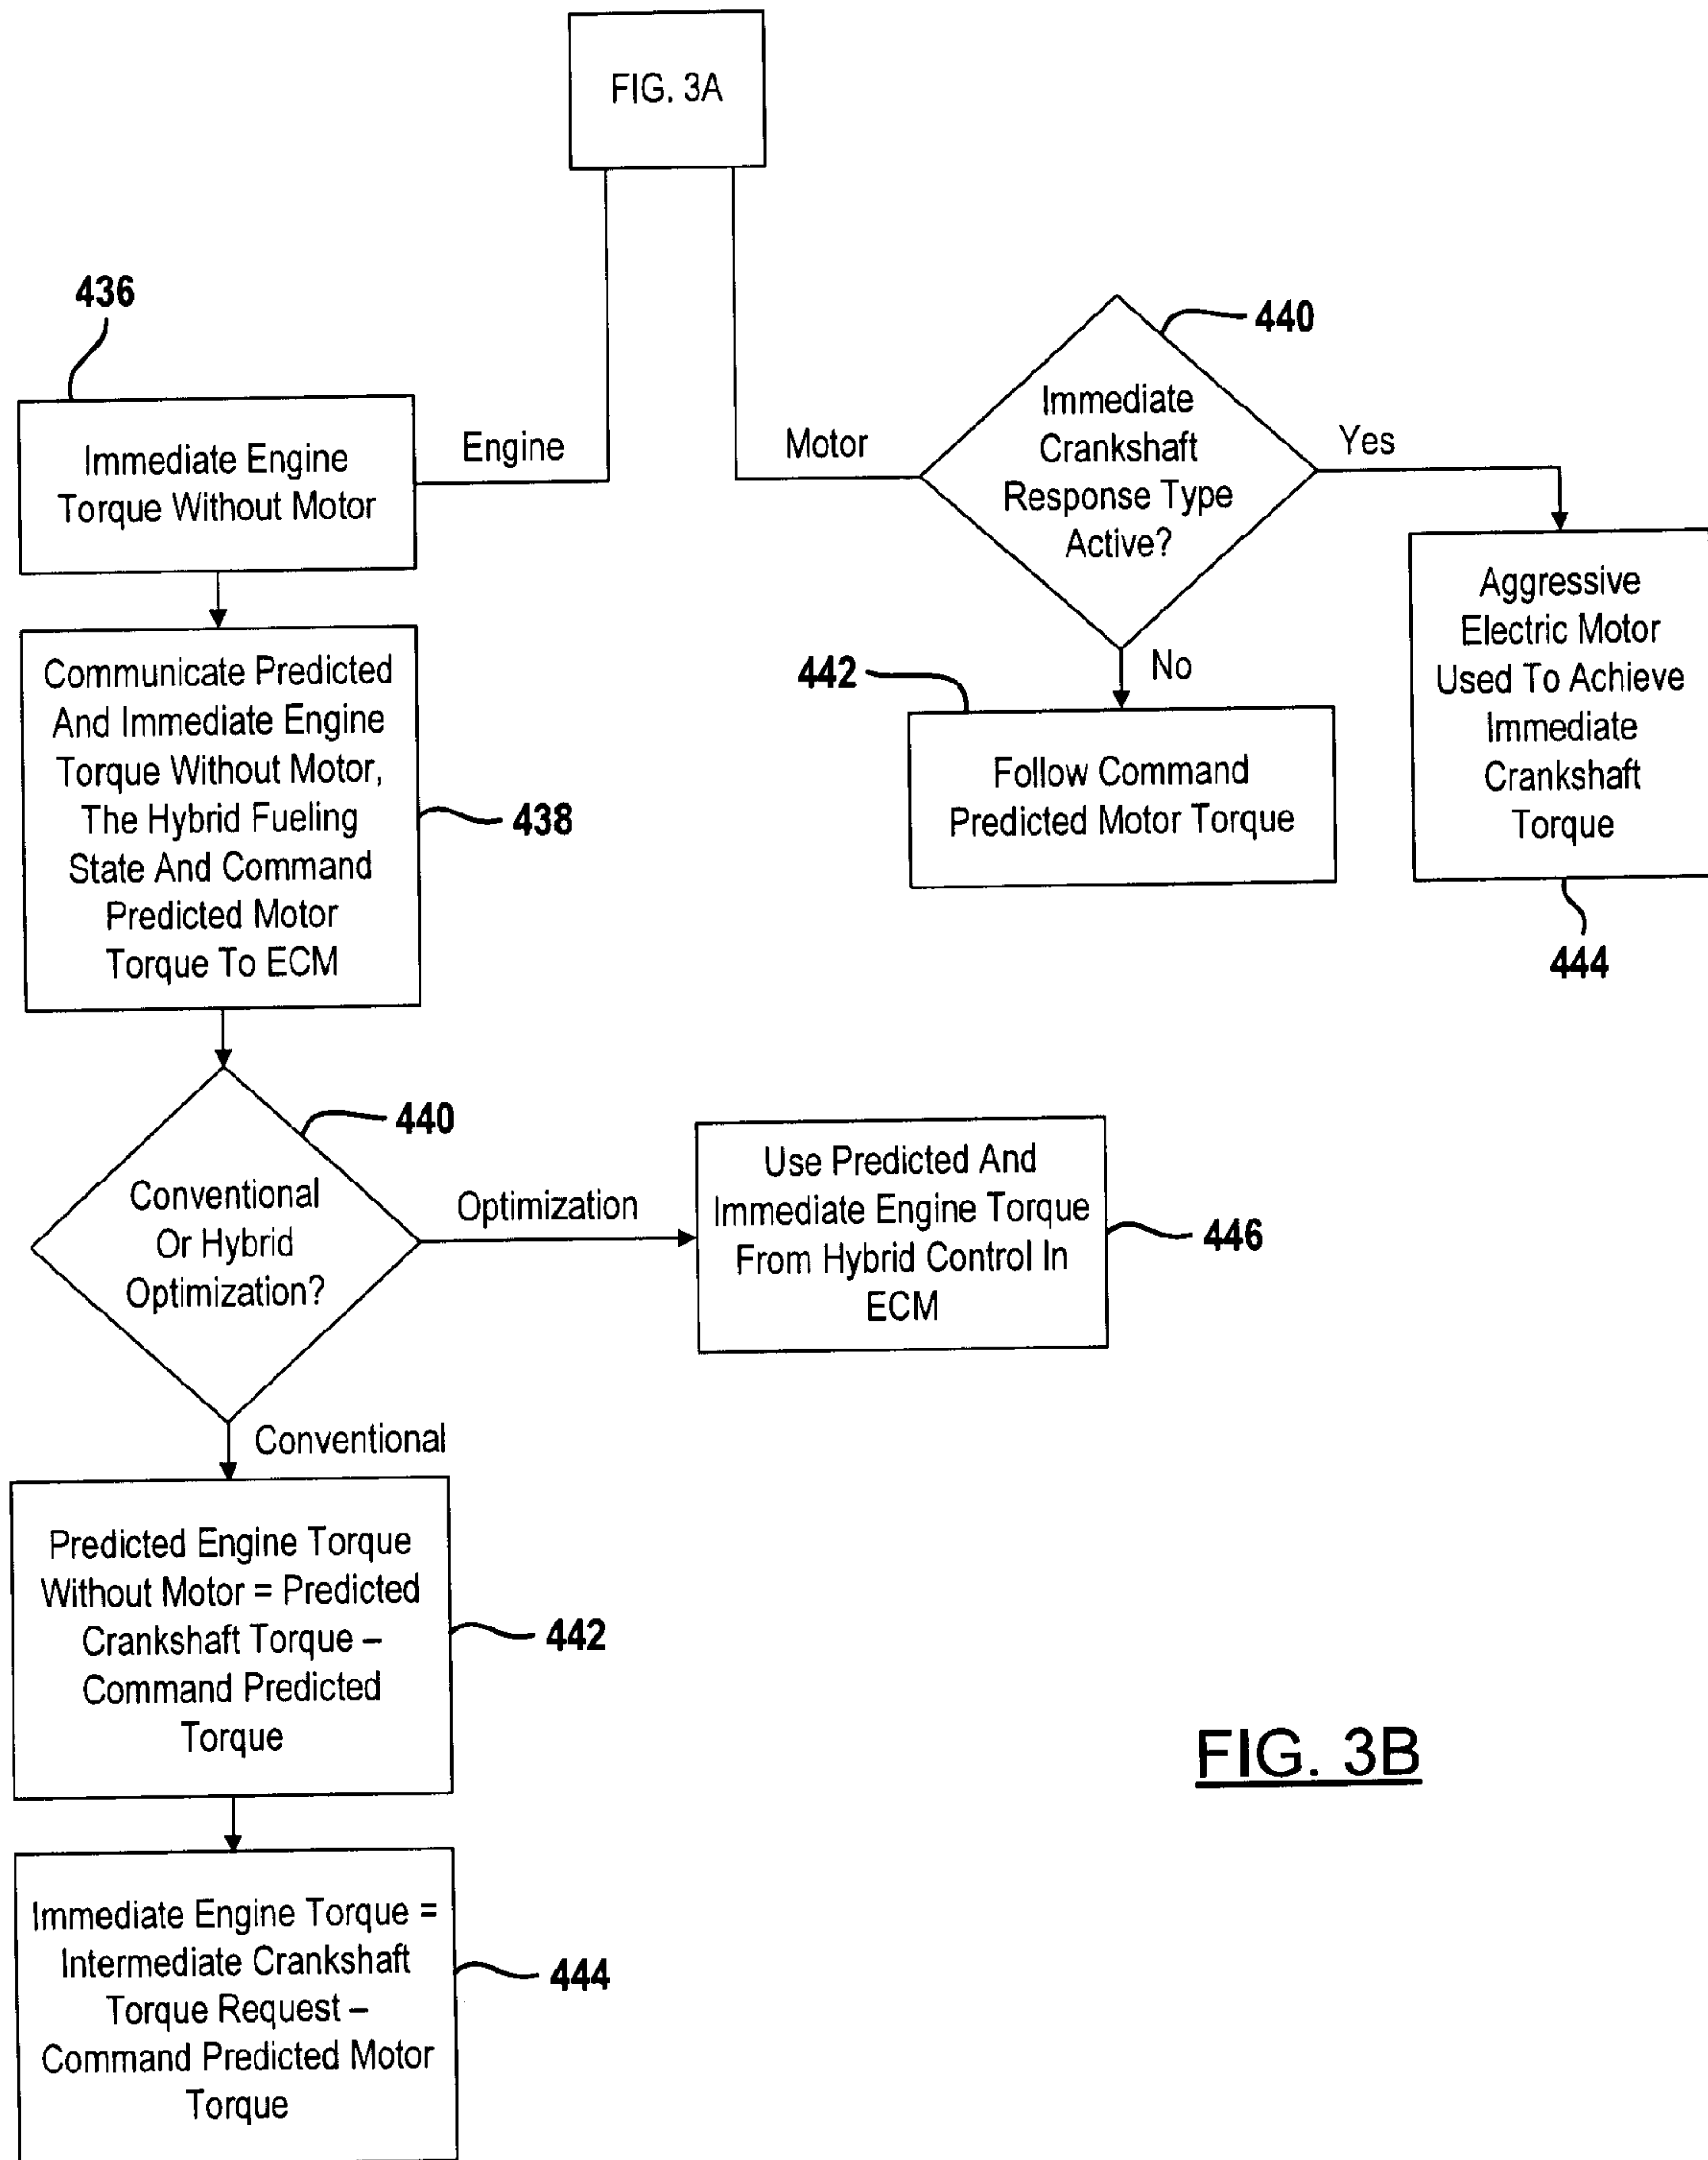 FIG. 3A
436
Immediate Engine
Torque Without Motor
Engine
Motor
440
Immediate
Crankshaft
Response Type
Active?
Yes
No
442
Follow Command
Predicted Motor Torque
Aggressive
Electric Motor
Used To Achieve
Immediate
Crankshaft
Torque
444
Communicate Predicted
And Immediate Engine
Torque Without Motor,
The Hybrid Fueling
State And Command
Predicted Motor
Torque To ECM
438
440
Conventional
Or Hybrid
Optimization?
Optimization
Use Predicted And
Immediate Engine Torque
From Hybrid Control In
ECM
446
Conventional
Predicted Engine Torque
Without Motor = Predicted
Crankshaft Torque –
Command Predicted
Torque
442
Immediate Engine Torque =
Intermediate Crankshaft
Torque Request –
Command Predicted Motor
Torque
444
FIG. 3B